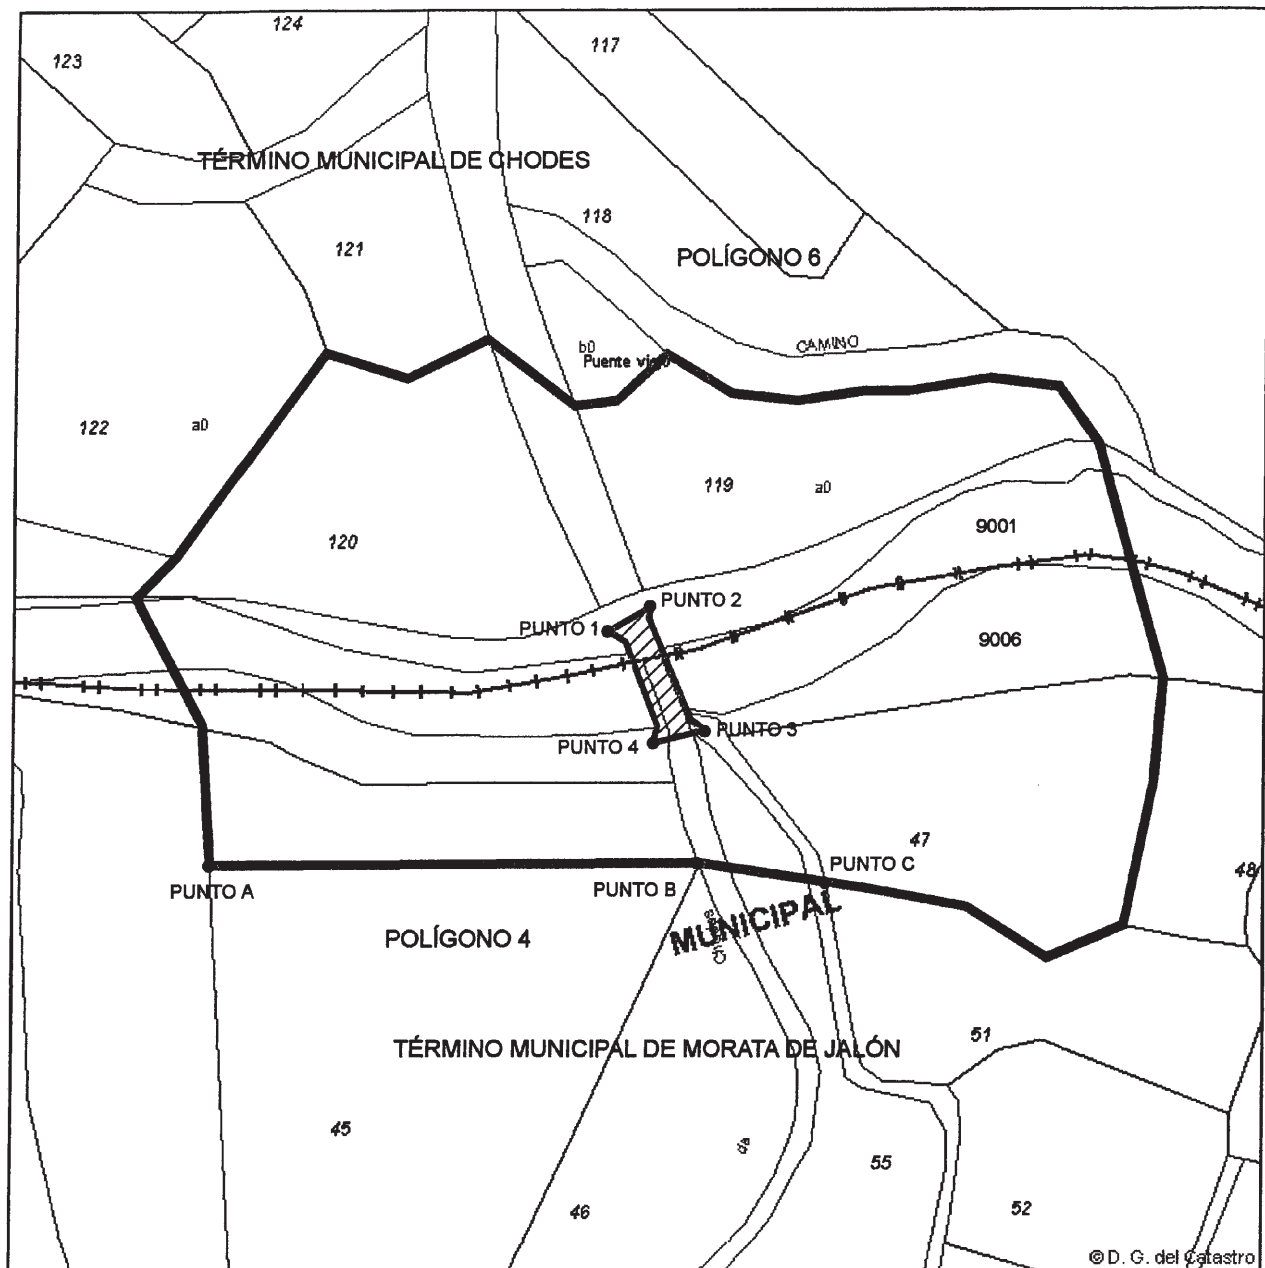 124
117
123
TÉRMINO MUNICIPAL DE CHODES
118
121
POLÍGONO 6
CAMINO
b0
Puente viejo
122
a0
119
a0
9001
120
PUNTO 2
PUNTO 1
9006
PUNTO 3
PUNTO 4
47
PUNTO C
48
PUNTO A
PUNTO B
MUNICIPAL
POLÍGONO 4
51
TÉRMINO MUNICIPAL DE MORATA DE JALÓN
45
55
46
52
© D. G. del Catastro